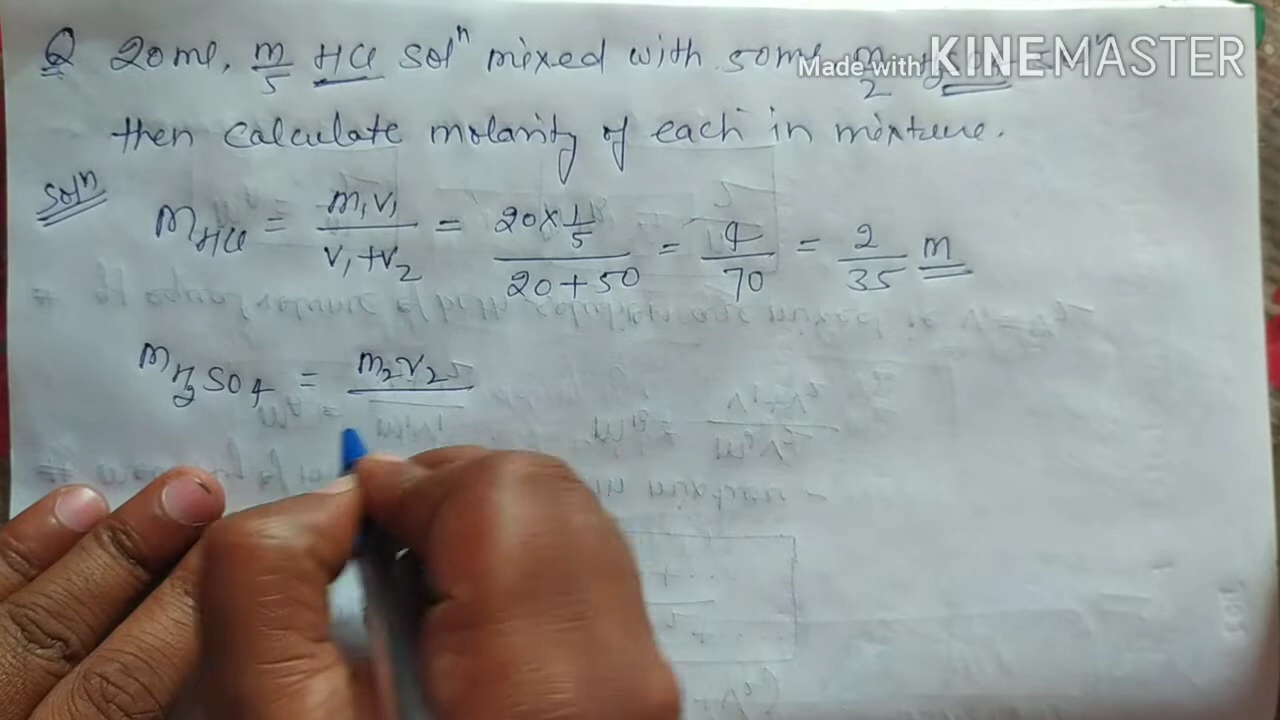 Q 20ml, M/5 HCl solⁿ mixed with 50ml M/2
Made with KINEMASTER
then calculate molarity of each in mixture.
Solⁿ
M_HCl = M₁V₁/V₁+V₂ = 20×1/5/20+50 = 4/70 = 2/35 M
M_H₂SO₄ = M₂V₂